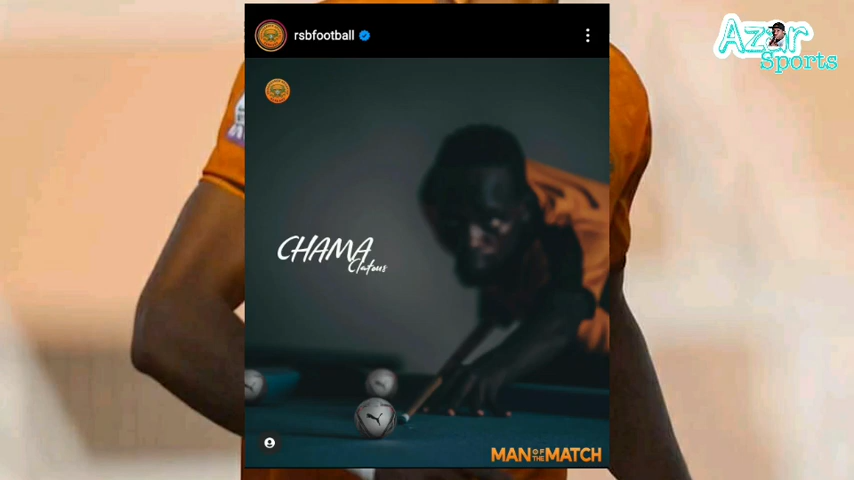 rsbfootball
Azar
Sports
CHAMA
Clatous
MAN OF THE MATCH